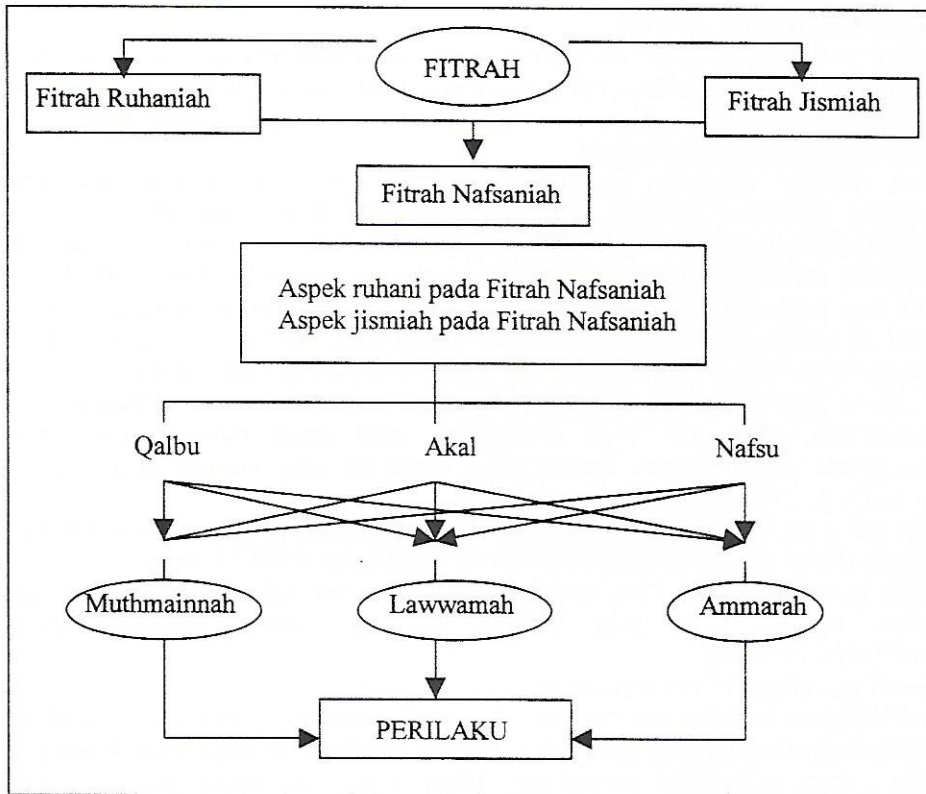 FITRAH
Fitrah Ruhaniah
Fitrah Jismiah
Fitrah Nafsaniah
Aspek ruhani pada Fitrah Nafsaniah
Aspek jismiah pada Fitrah Nafsaniah
Qalbu
Akal
Nafsu
Muthmainnah
Lawwamah
Ammarah
PERILAKU